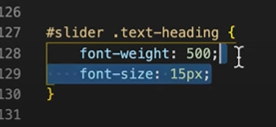 126
127 #slider .text-heading {
128 font-weight: 500;
129 font-size: 15px;
130 }
131